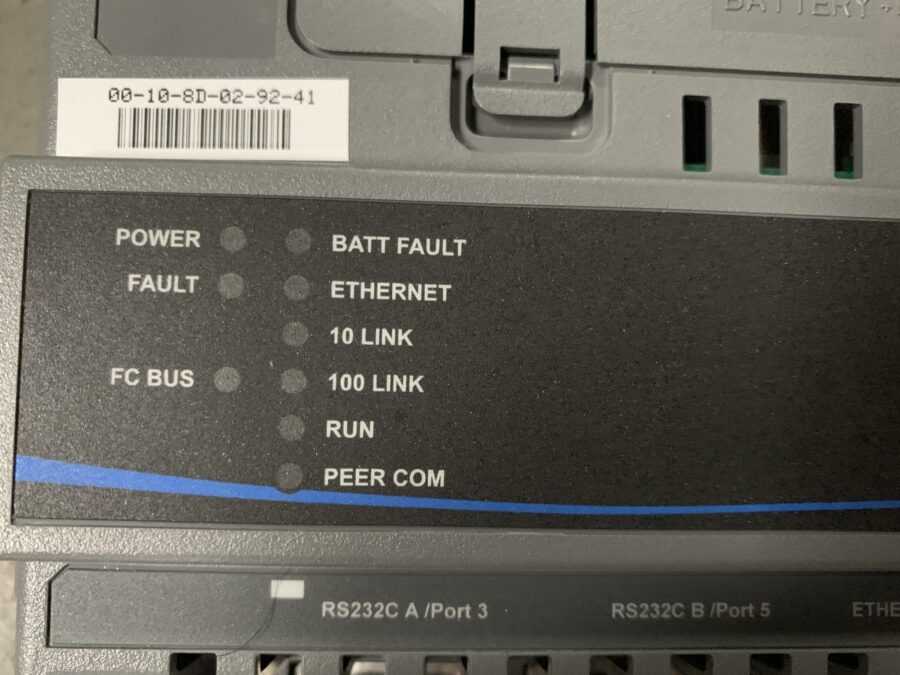 BATTERY +
00-10-8D-02-92-41
POWER
BATT FAULT
FAULT
ETHERNET
10 LINK
FC BUS
100 LINK
RUN
PEER COM
RS232C A /Port 3
RS232C B /Port 5
ETHE